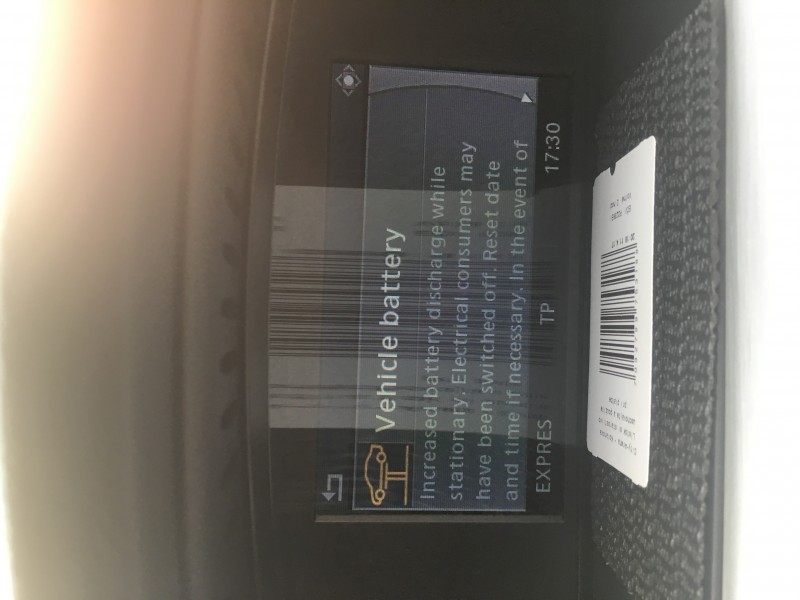 Vehicle battery
Increased battery discharge while
stationary. Electrical consumers may
have been switched off. Reset date
and time if necessary. In the event of
EXPRES TP 17:30